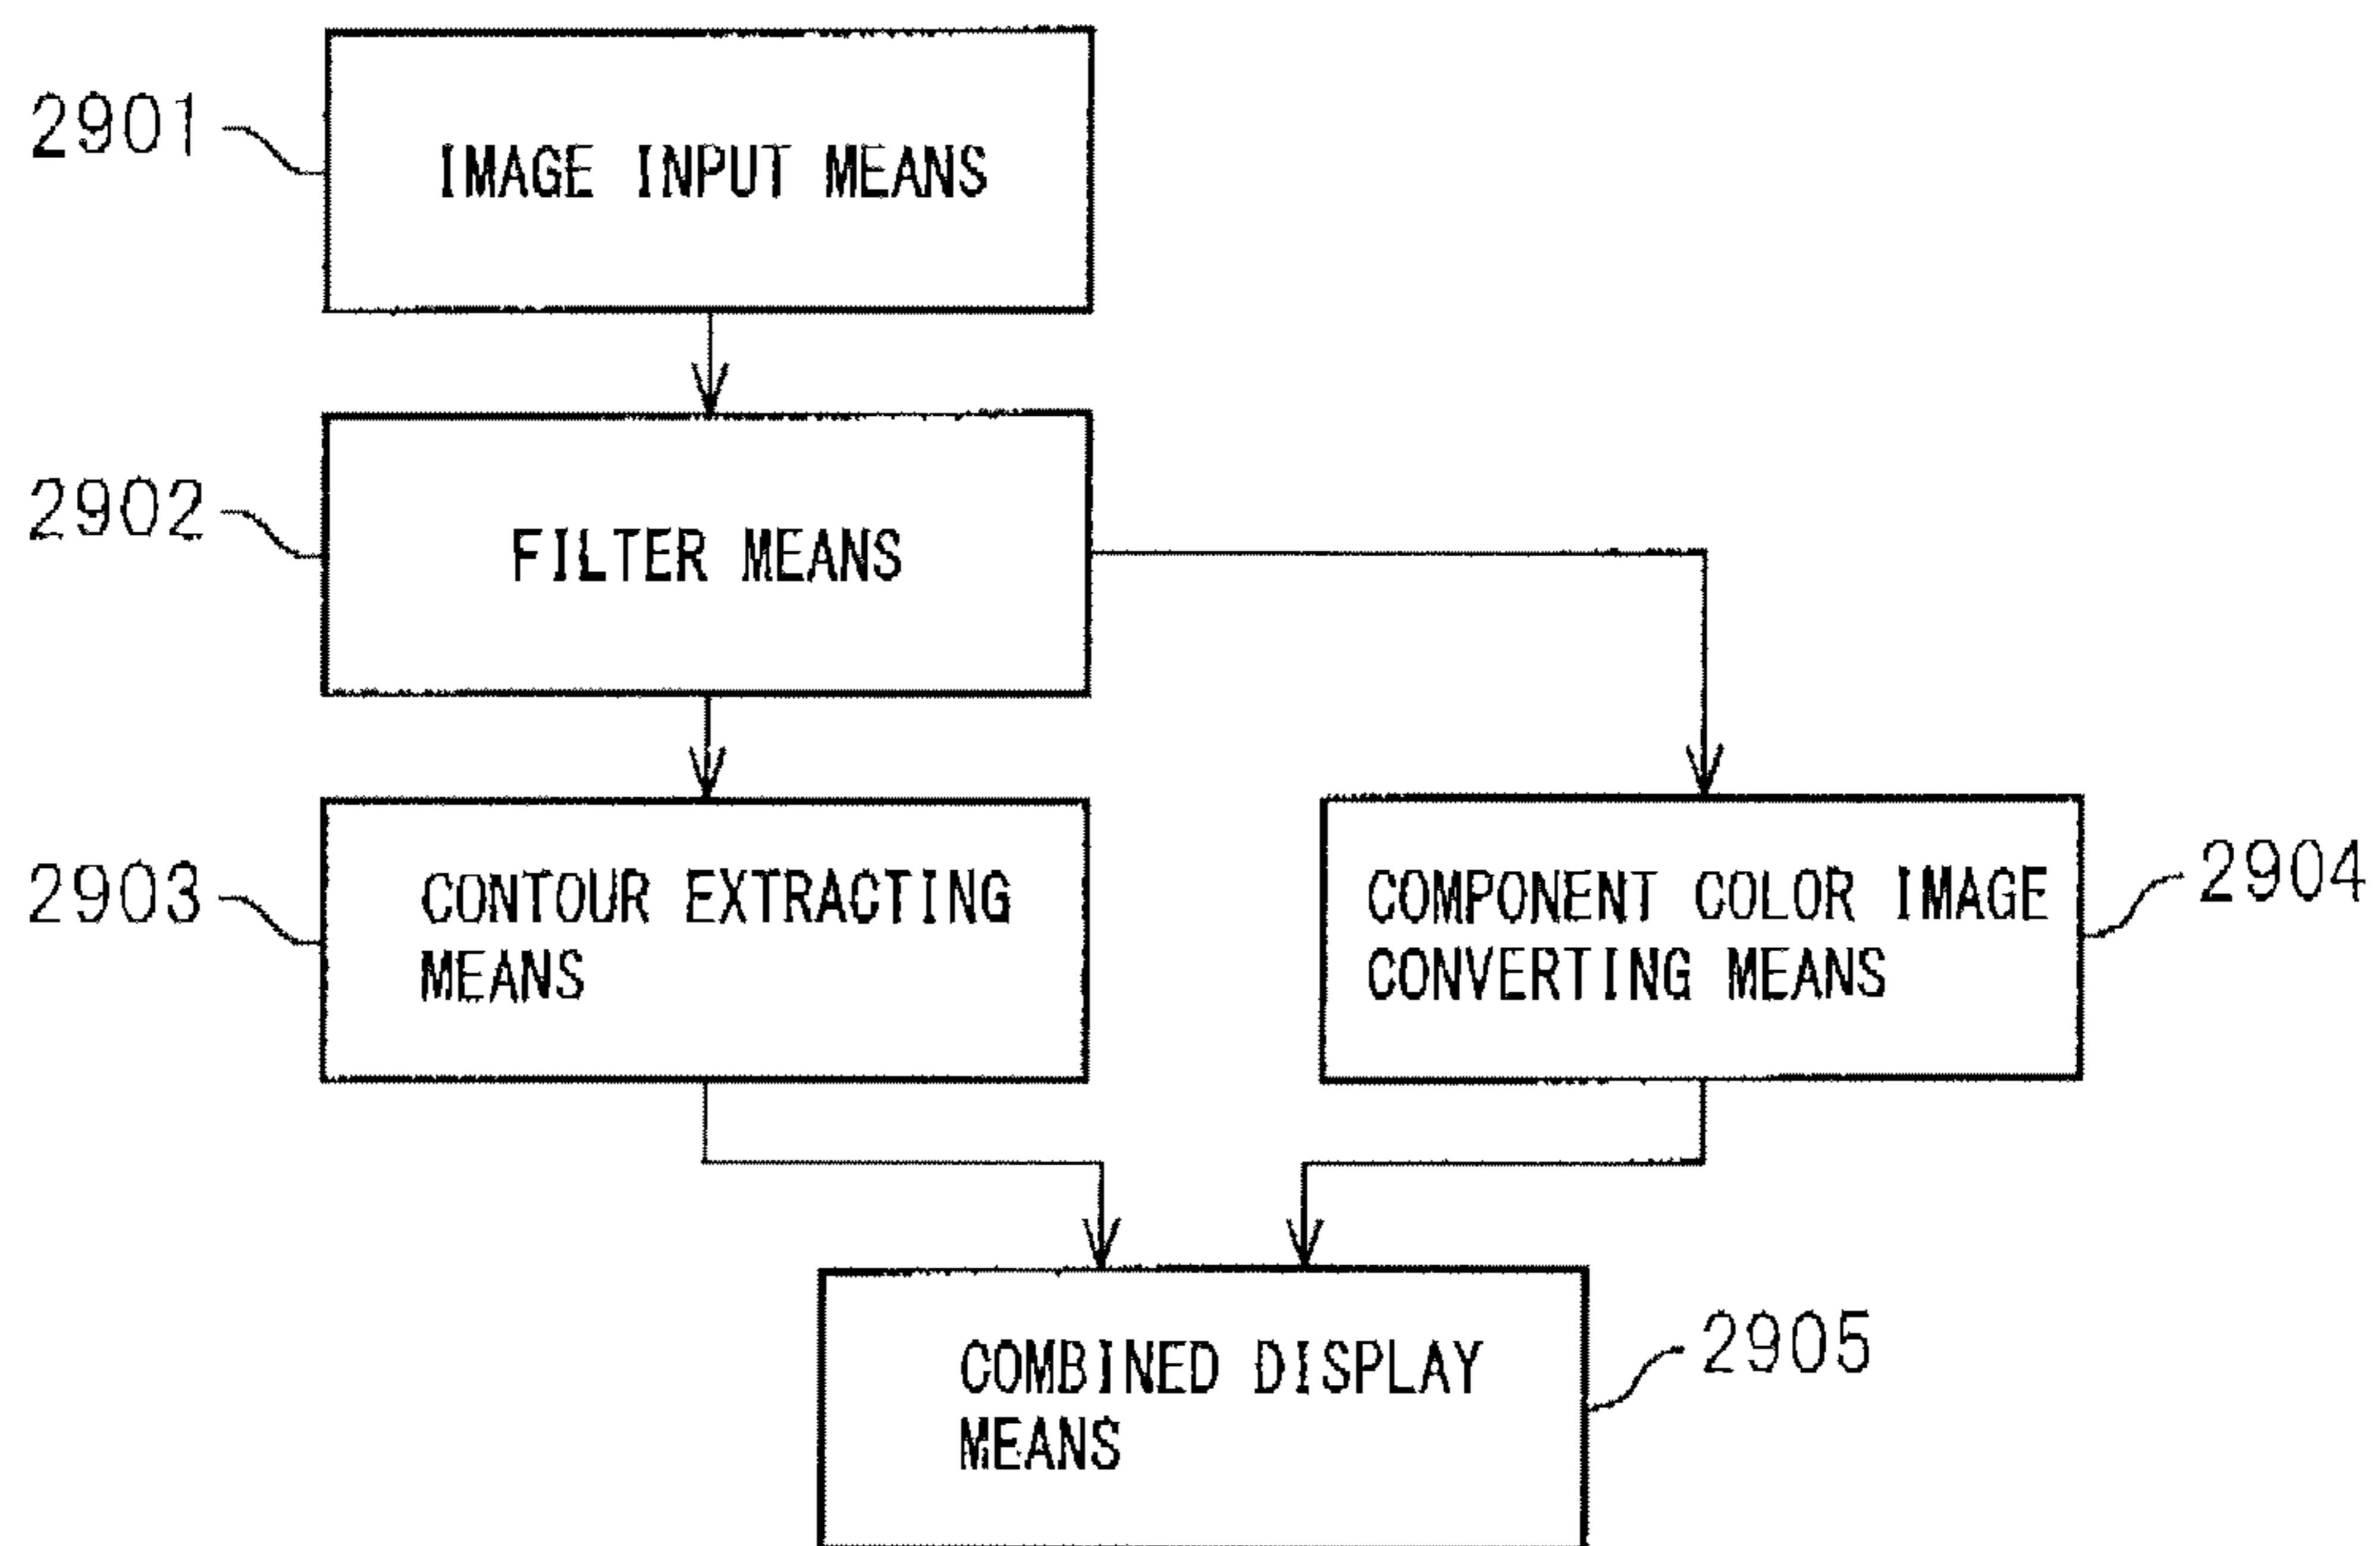 2901
IMAGE INPUT MEANS
2902
FILTER MEANS
2903
CONTOUR EXTRACTING
MEANS
COMPONENT COLOR IMAGE
CONVERTING MEANS
2904
COMBINED DISPLAY
MEANS
2905